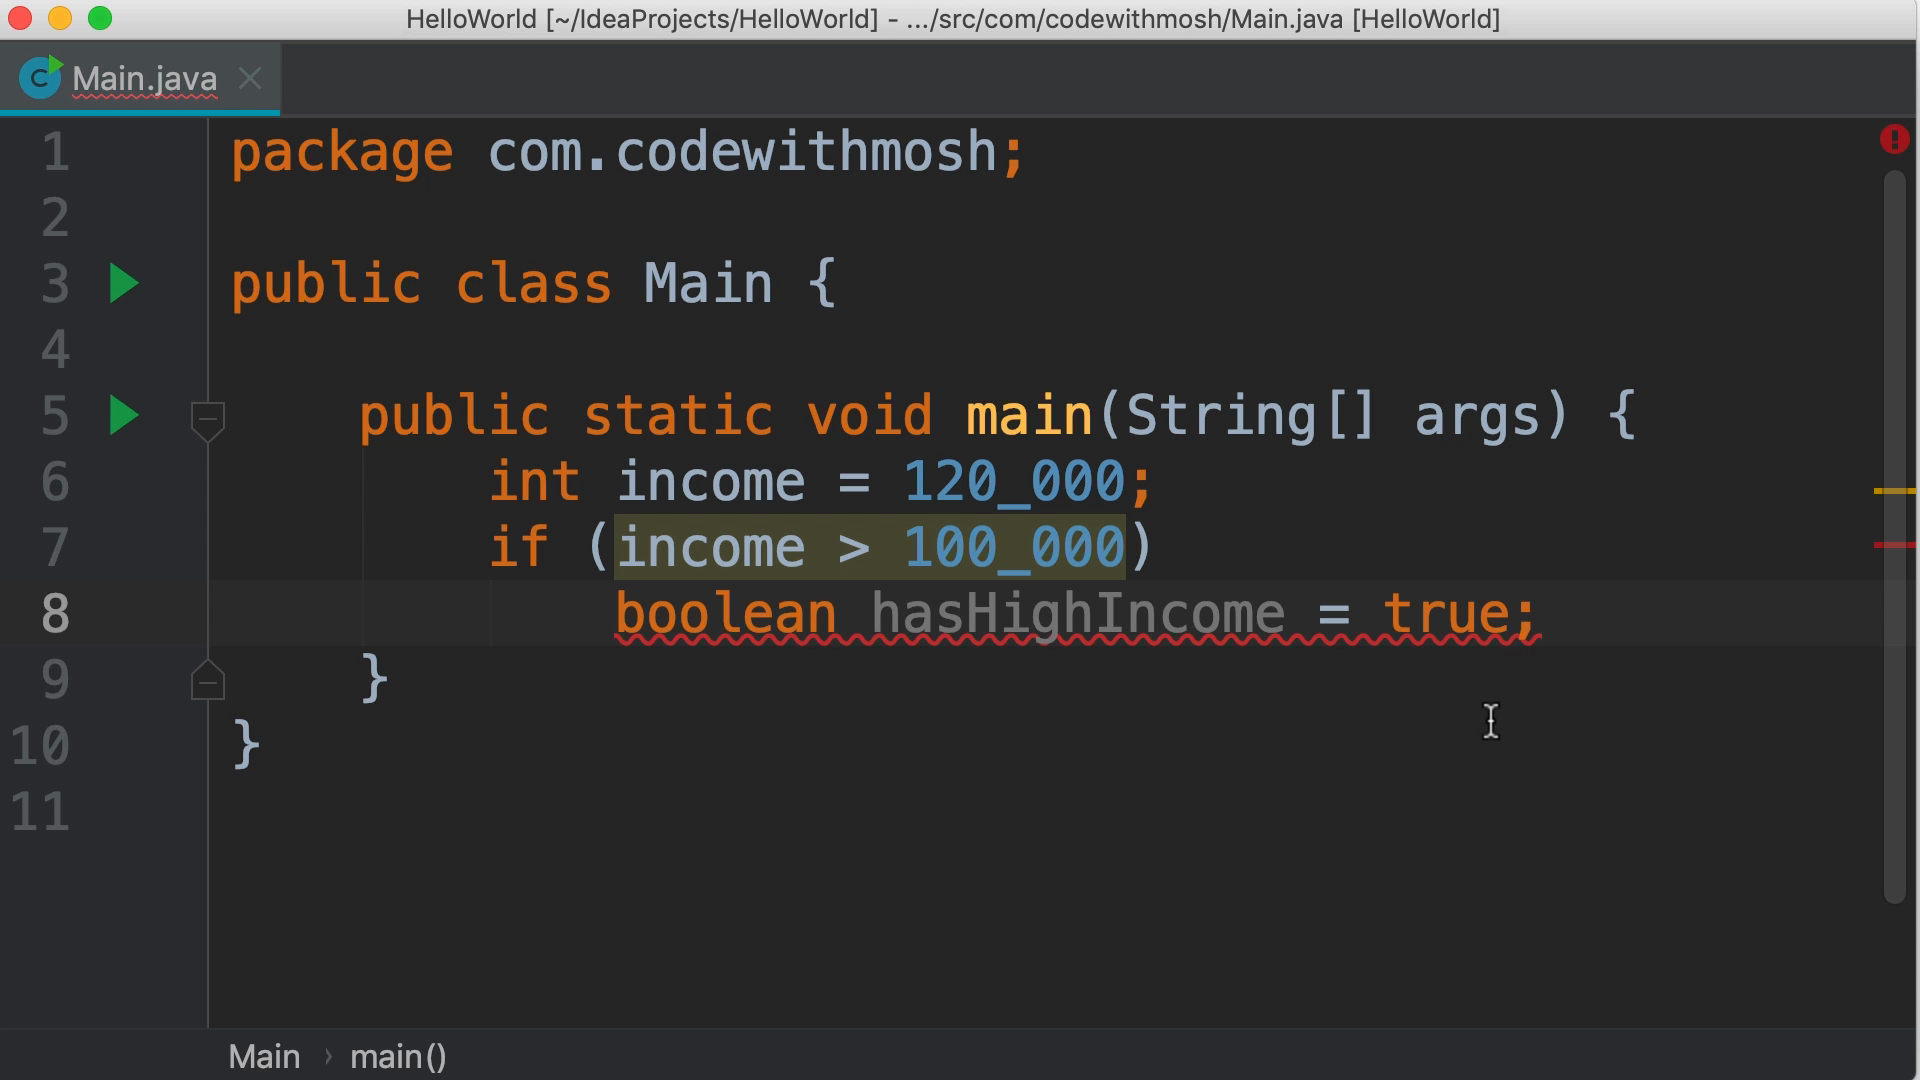 HelloWorld [~/IdeaProjects/HelloWorld] - .../src/com/codewithmosh/Main.java [HelloWorld]
C Main.java
1 package com.codewithmosh;
2
3 public class Main {
4
5 public static void main(String[] args) {
6 int income = 120_000;
7 if (income > 100_000)
8 boolean hasHighIncome = true;
9 }
10 }
11
Main › main()